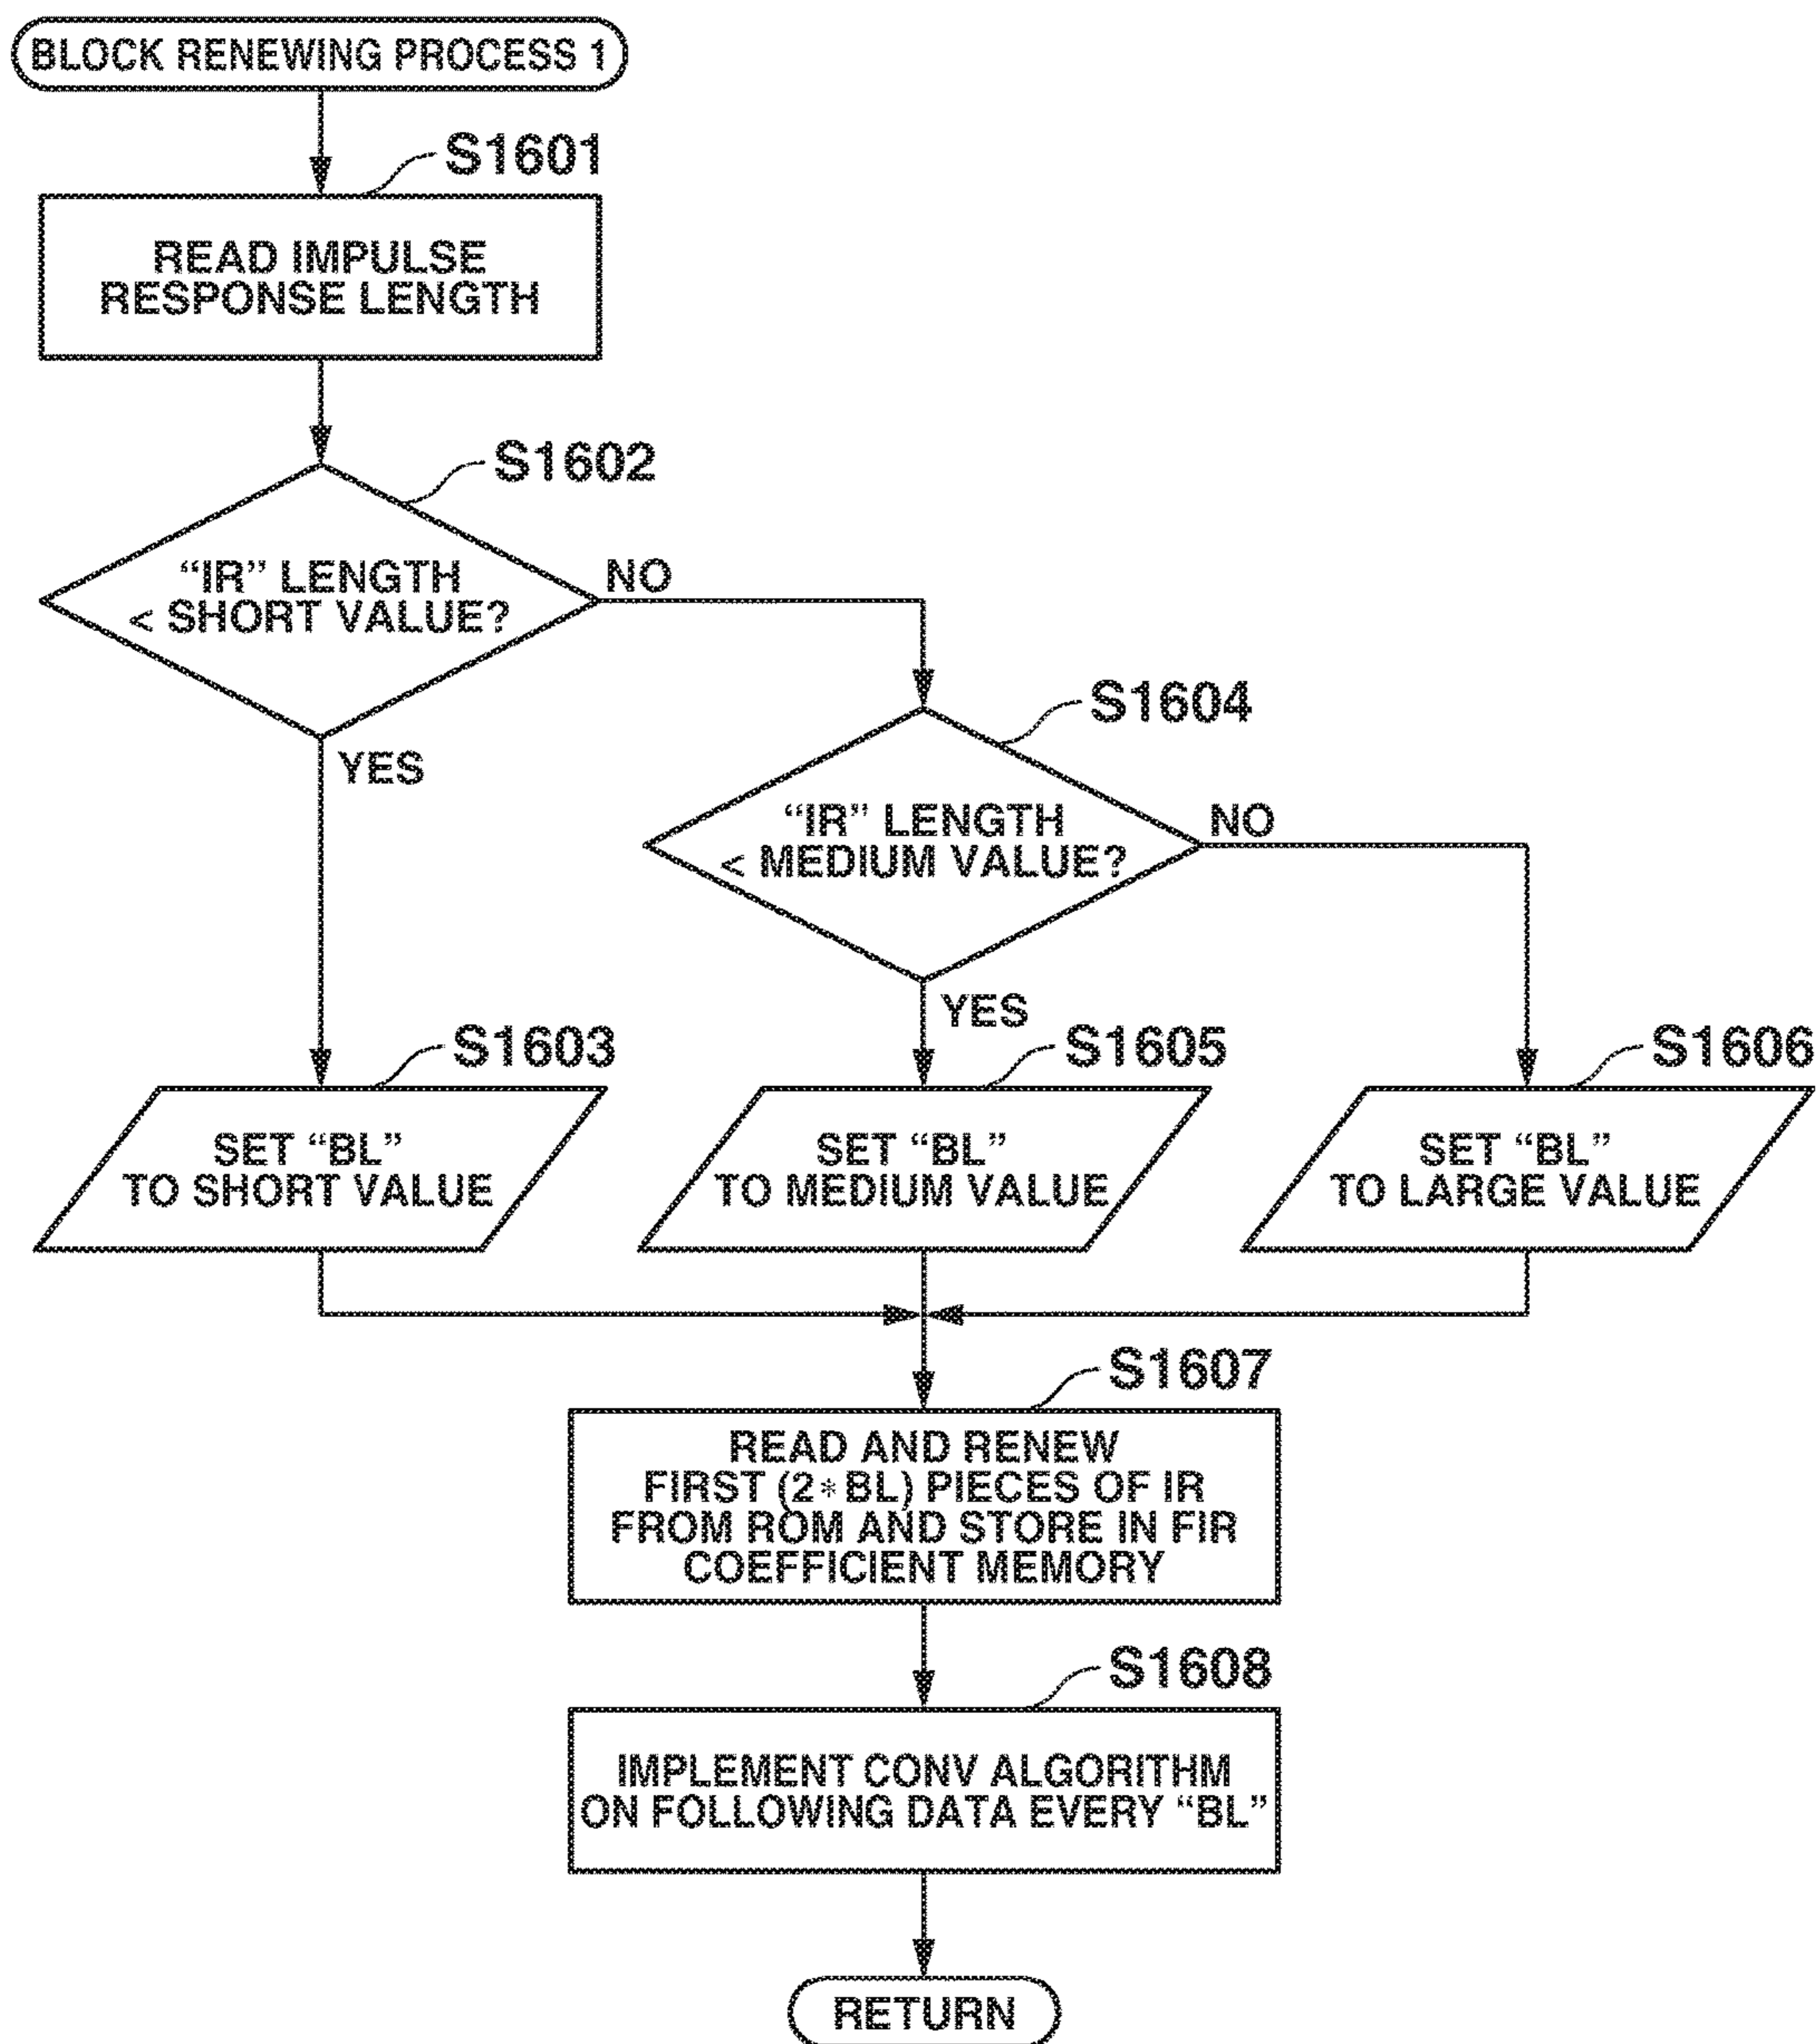 BLOCK RENEWING PROCESS 1
S1601
READ IMPULSE
RESPONSE LENGTH
S1602
“IR” LENGTH
< SHORT VALUE?
NO
YES
S1604
“IR” LENGTH
< MEDIUM VALUE?
NO
YES
S1603
SET “BL”
TO SHORT VALUE
S1605
SET “BL”
TO MEDIUM VALUE
S1606
SET “BL”
TO LARGE VALUE
S1607
READ AND RENEW
FIRST (2*BL) PIECES OF IR
FROM ROM AND STORE IN FIR
COEFFICIENT MEMORY
S1608
IMPLEMENT CONV ALGORITHM
ON FOLLOWING DATA EVERY “BL”
RETURN